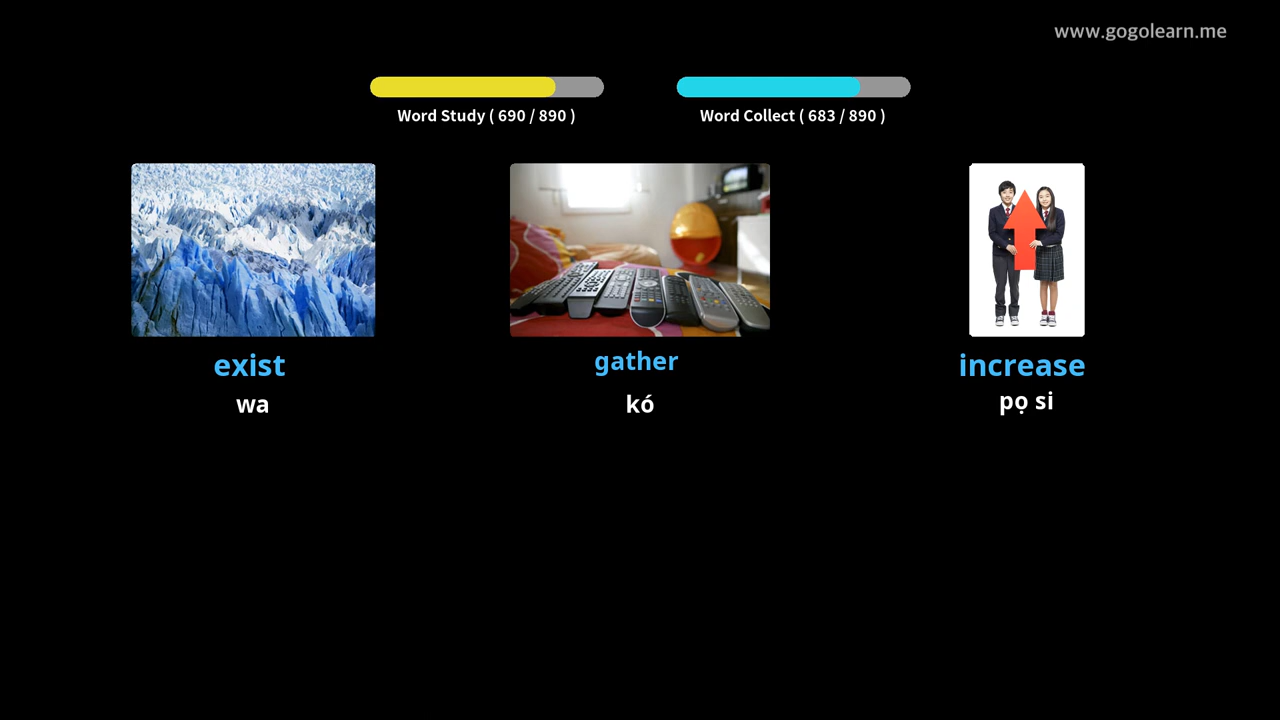 www.gogolearn.me
Word Study ( 690 / 890 )
Word Collect ( 683 / 890 )
exist
wa
gather
kó
increase
pọ si